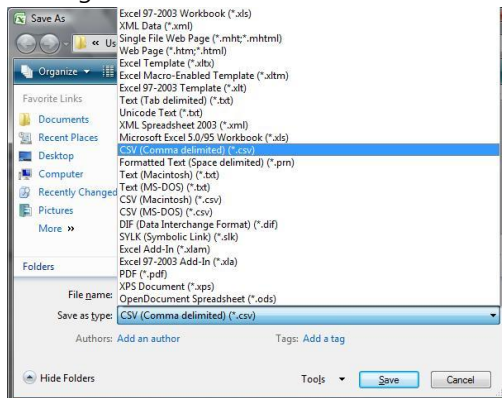 Save As
Excel 97-2003 Workbook (*.xls)
XML Data (*.xml)
Single File Web Page (*.mht;*.mhtml)
Web Page (*.htm;*.html)
Excel Template (*.xltx)
Excel Macro-Enabled Template (*.xltm)
Excel 97-2003 Template (*.xlt)
Text (Tab delimited) (*.txt)
Unicode Text (*.txt)
XML Spreadsheet 2003 (*.xml)
Microsoft Excel 5.0/95 Workbook (*.xls)
CSV (Comma delimited) (*.csv)
Formatted Text (Space delimited) (*.prn)
Text (Macintosh) (*.txt)
Text (MS-DOS) (*.txt)
CSV (Macintosh) (*.csv)
CSV (MS-DOS) (*.csv)
DIF (Data Interchange Format) (*.dif)
SYLK (Symbolic Link) (*.slk)
Excel Add-In (*.xlam)
Excel 97-2003 Add-In (*.xla)
PDF (*.pdf)
XPS Document (*.xps)
OpenDocument Spreadsheet (*.ods)
« Us
Organize
Favorite Links
Documents
Recent Places
Desktop
Computer
Recently Changed
Pictures
More »
Folders
File name:
Save as type: CSV (Comma delimited) (*.csv)
Authors: Add an author Tags: Add a tag
Hide Folders Tools Save Cancel